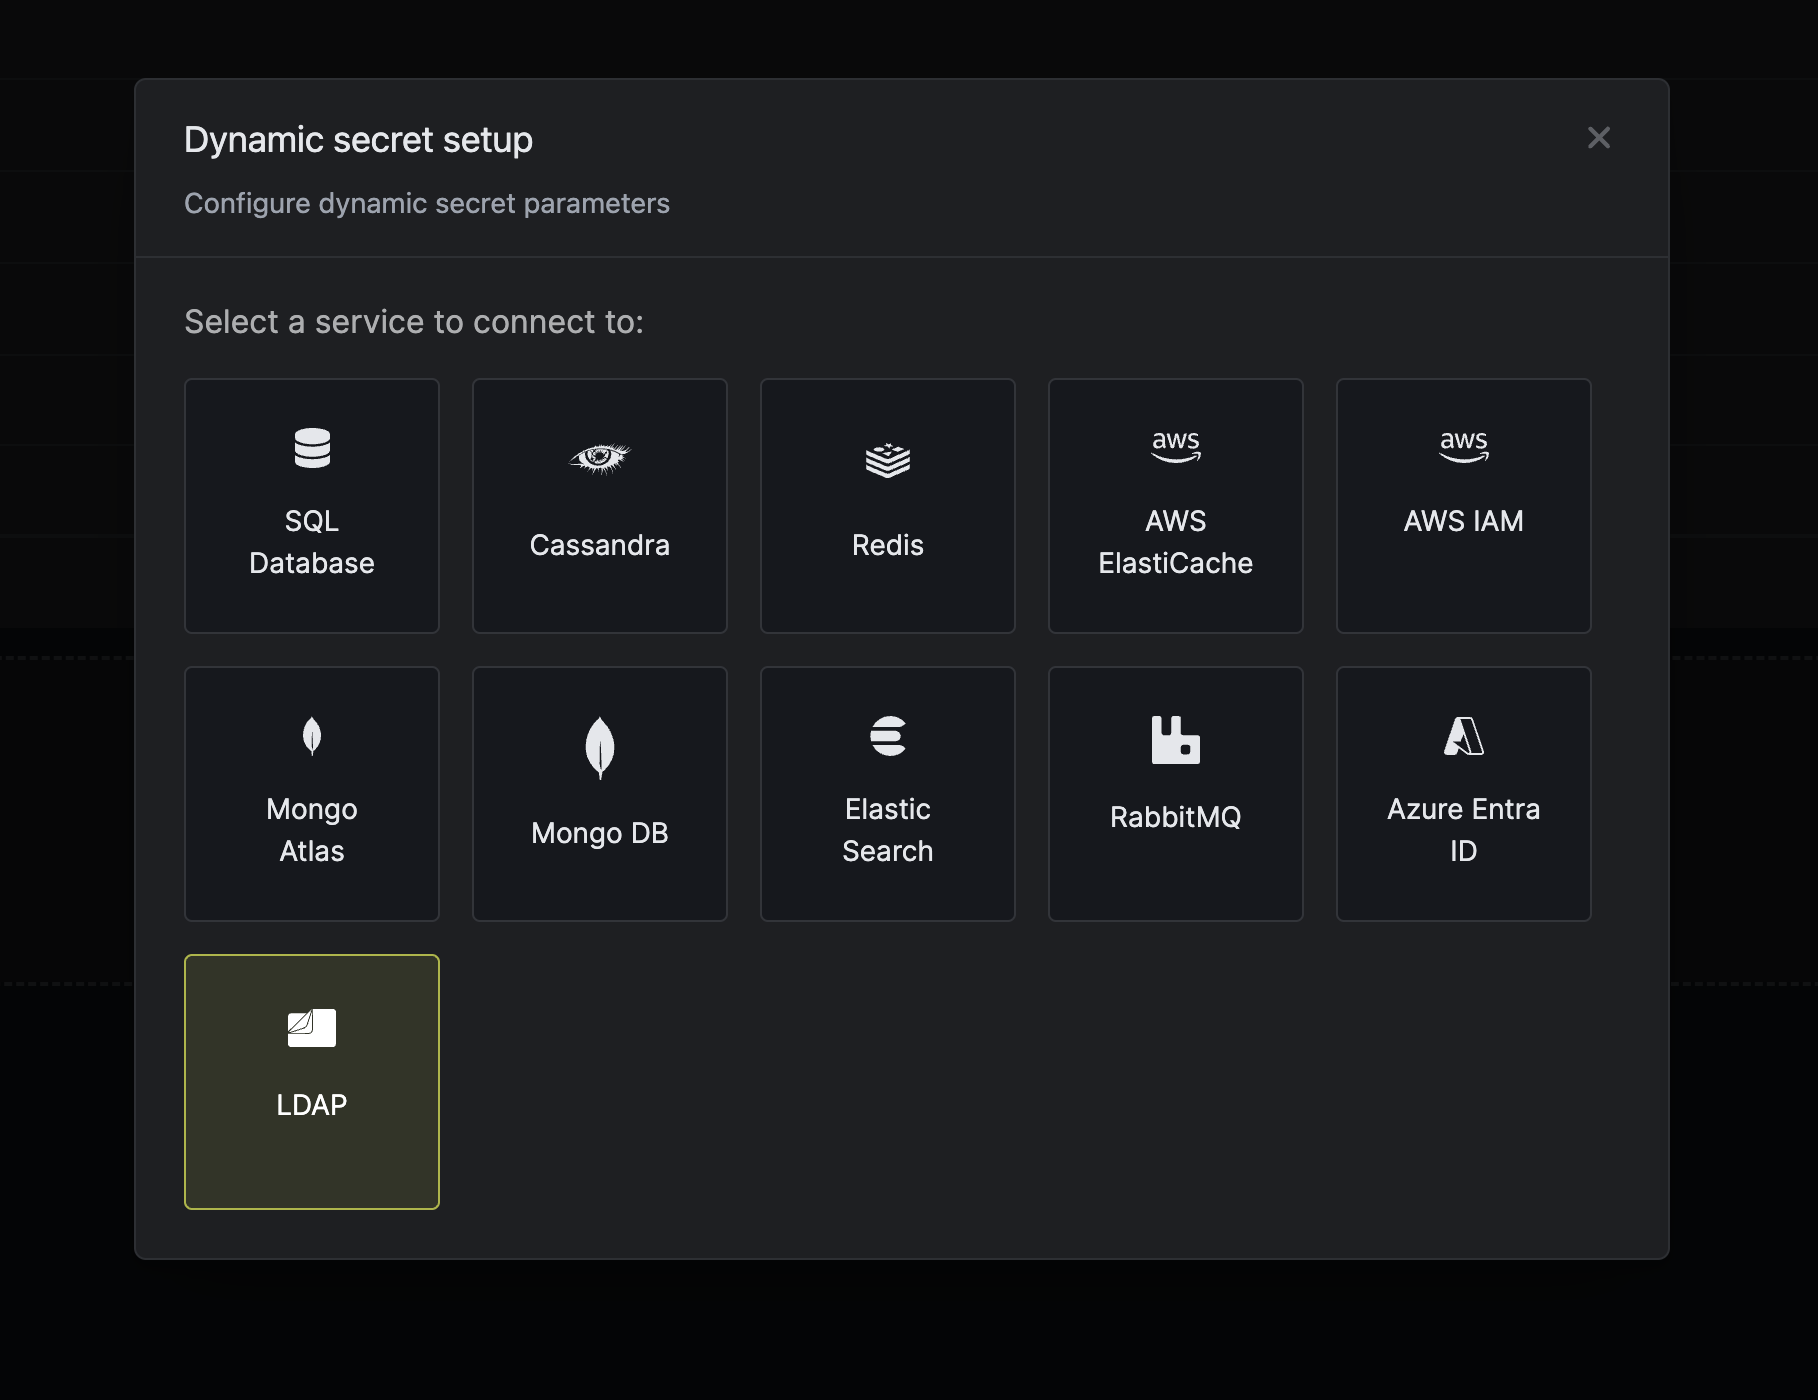 Dynamic secret setup
Configure dynamic secret parameters
Select a service to connect to:
SQL
Database
Cassandra
Redis
aws
AWS
ElastiCache
aws
AWS IAM
Mongo
Atlas
Mongo DB
Elastic
Search
RabbitMQ
Azure Entra
ID
LDAP